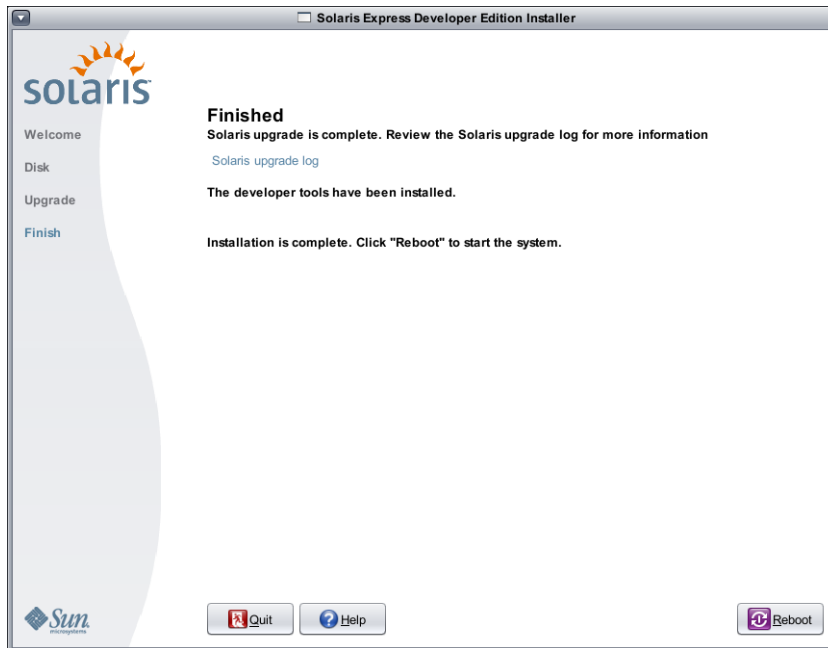 Solaris Express Developer Edition Installer
solaris
Welcome
Disk
Upgrade
Finish
Finished
Solaris upgrade is complete. Review the Solaris upgrade log for more information
Solaris upgrade log
The developer tools have been installed.
Installation is complete. Click "Reboot" to start the system.
Sun
microsystems
Quit
Help
Reboot